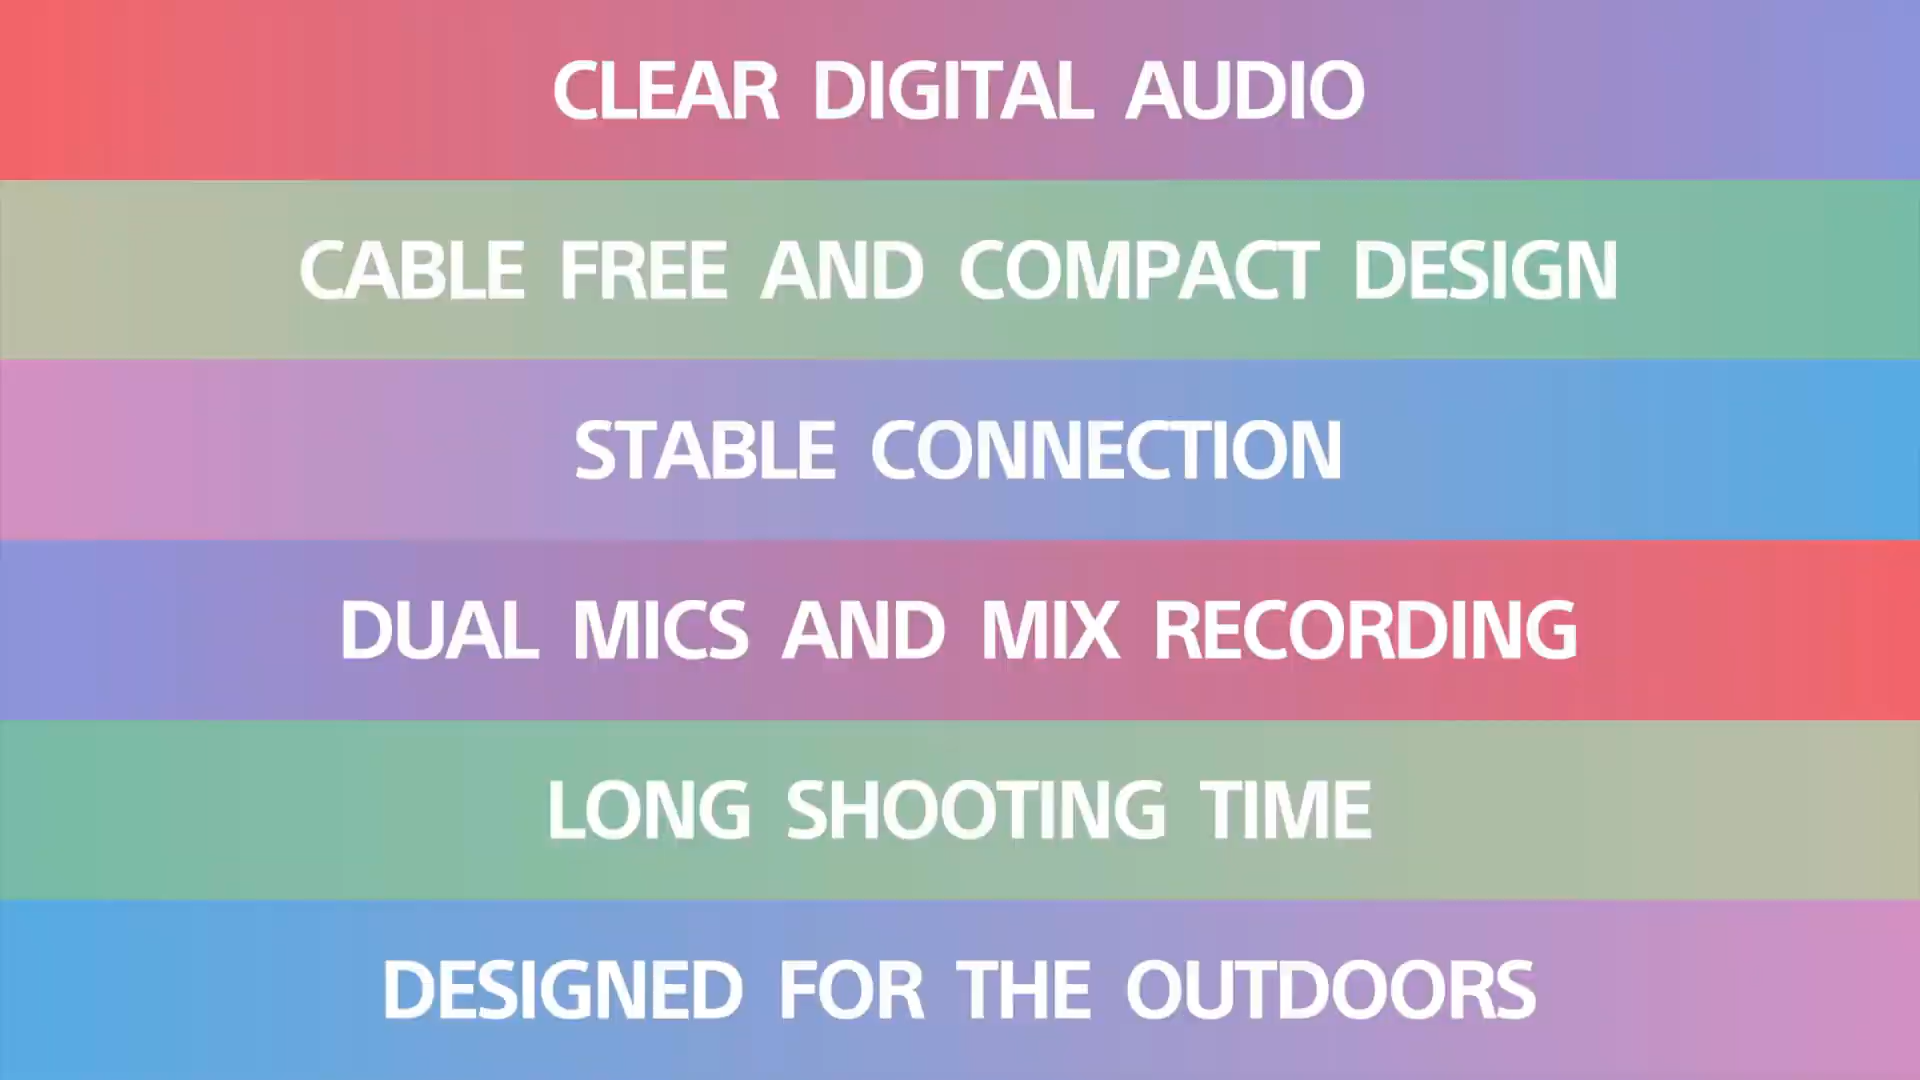 CLEAR DIGITAL AUDIO
CABLE FREE AND COMPACT DESIGN
STABLE CONNECTION
DUAL MICS AND MIX RECORDING
LONG SHOOTING TIME
DESIGNED FOR THE OUTDOORS